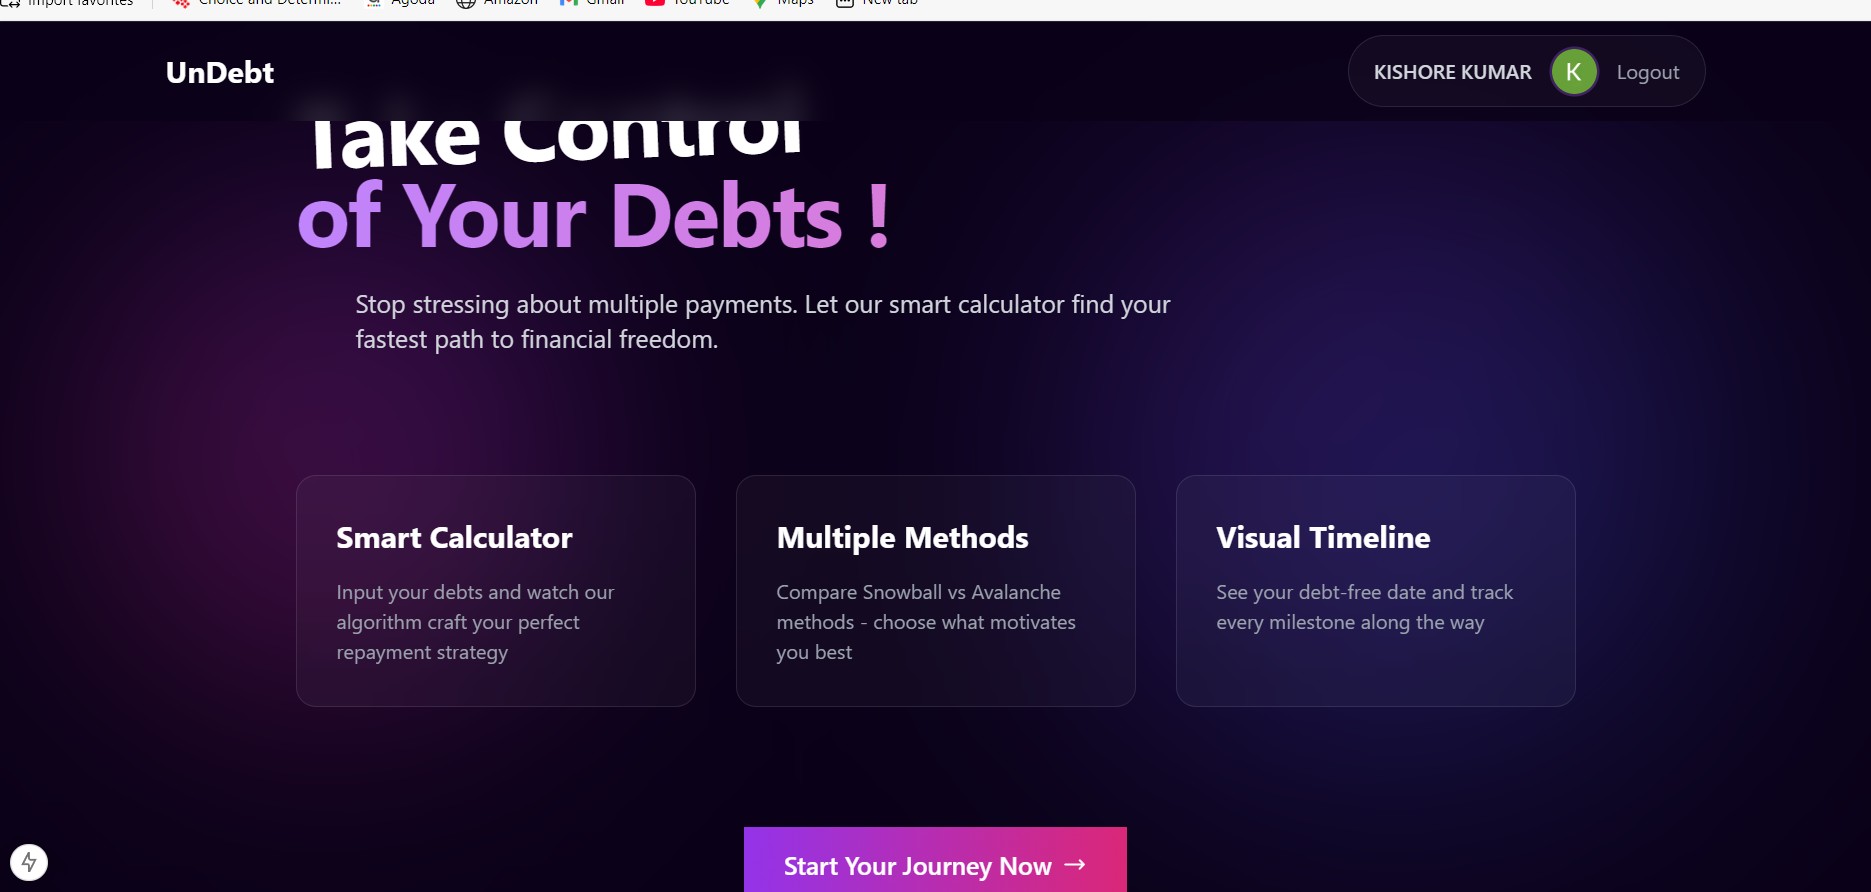 Import favorites
Choice and Determi...
Agoda
Amazon
Gmail
YouTube
Maps
New tab
UnDebt
KISHORE KUMAR
K
Logout
Take Control
of Your Debts !
Stop stressing about multiple payments. Let our smart calculator find your
fastest path to financial freedom.
Smart Calculator
Input your debts and watch our
algorithm craft your perfect
repayment strategy
Multiple Methods
Compare Snowball vs Avalanche
methods - choose what motivates
you best
Visual Timeline
See your debt-free date and track
every milestone along the way
Start Your Journey Now →